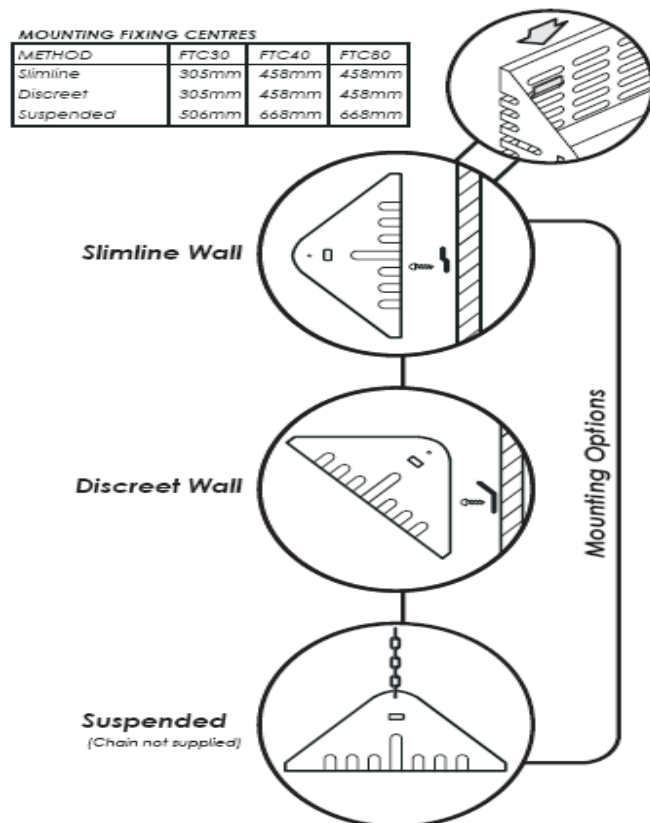 MOUNTING FIXING CENTRES
METHOD FTC30 FTC40 FTC80
Slimline 305mm 458mm 458mm
Discreet 305mm 458mm 458mm
Suspended 506mm 668mm 668mm
Slimline Wall
Discreet Wall
Mounting Options
Suspended
(Chain not supplied)